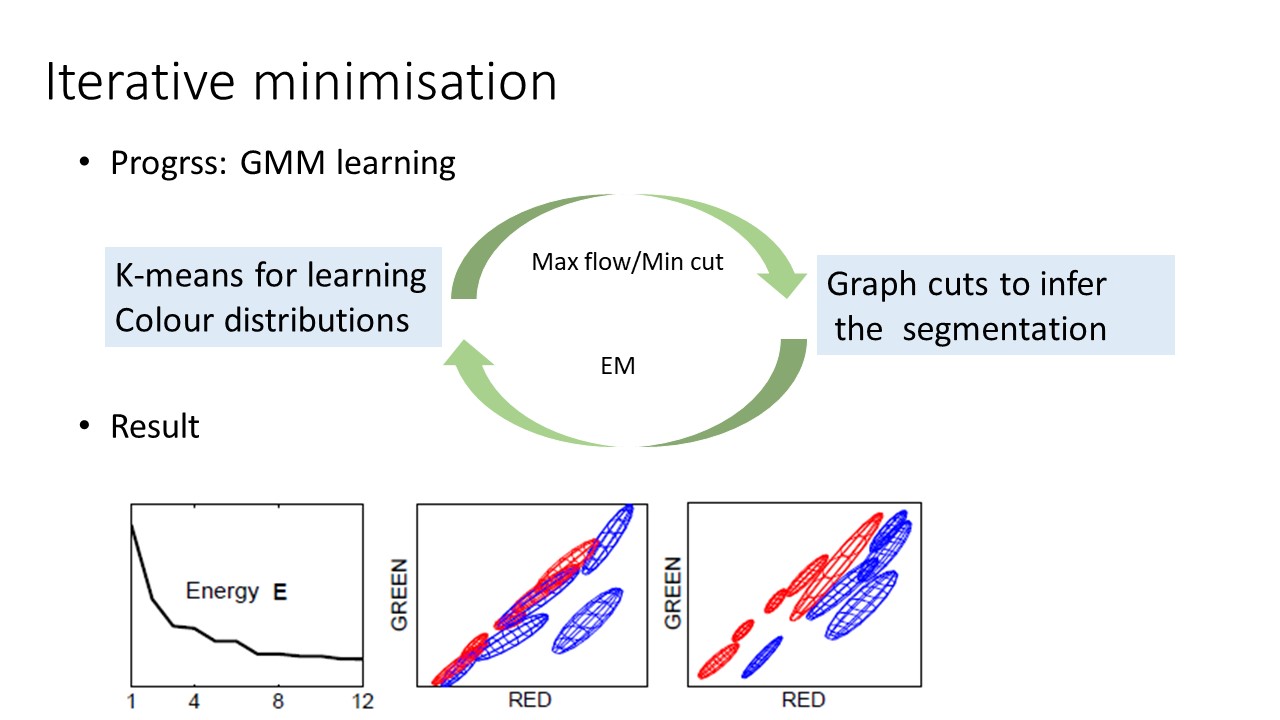 Iterative minimisation
• Progrss: GMM learning
K-means for learning
Colour distributions
Max flow/Min cut
Graph cuts to infer
the segmentation
EM
• Result
Energy E
1 4 8 12
GREEN
RED
GREEN
RED